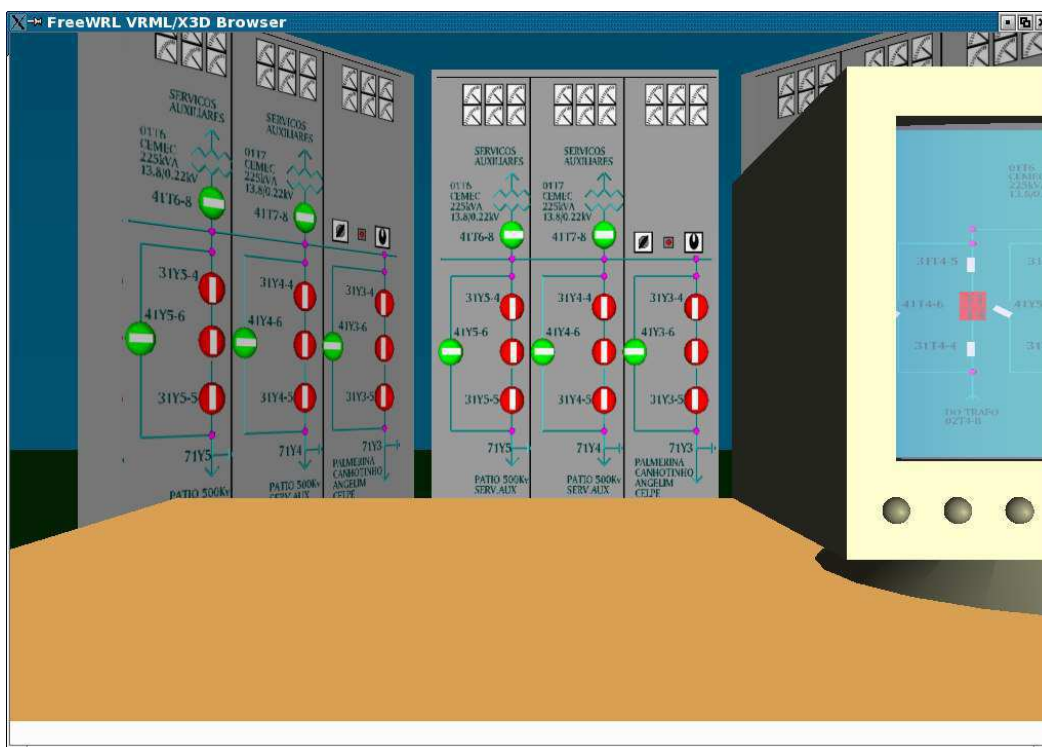 FreeWRL VRML/X3D Browser
SERVICOS
AUXILIARES
01T6
CEMEC
225kVA
13.8/0.22kV
41T6-8
31Y5-4
41Y5-6
31Y5-5
71Y5
PATIO 500Kv
SERVICOS
AUXILIARES
01T7
CEMEC
225kVA
13.8/0.22kV
41T7-8
31Y4-4
41Y4-6
31Y4-5
71Y4
PATIO 500Kv
SERV.AUX
31Y3-4
41Y3-6
31Y3-5
71Y3
PALMERINA
CANHOTINHO
ANGELIM
CELPE
SERVICOS
AUXILIARES
01T6
CEMEC
225kVA
13.8/0.22kV
41T6-8
31Y5-4
41Y5-6
31Y5-5
71Y5
PATIO 500Kv
SERV.AUX
SERVICOS
AUXILIARES
01T7
CEMEC
225kVA
13.8/0.22kV
41T7-8
31Y4-4
41Y4-6
31Y4-5
71Y4
PATIO 500Kv
SERV.AUX
31Y3-4
41Y3-6
31Y3-5
71Y3
PALMERINA
CANHOTINHO
ANGELIM
CELPE
31T4-5
41T4-6
31T4-4
DO TRAFO
02T4-8